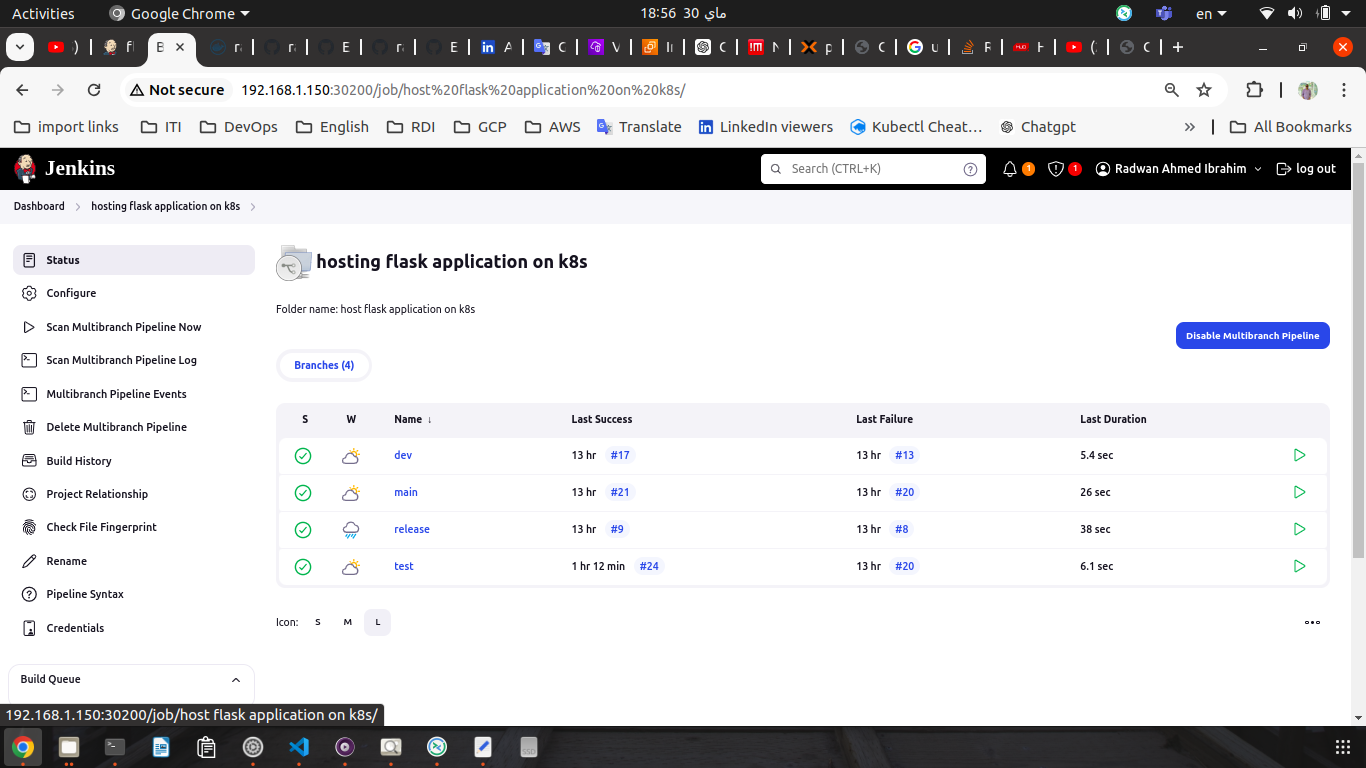 Activities Google Chrome 18:56 30 ماي en
Not secure 192.168.1.150:30200/job/host%20flask%20application%20on%20k8s/
import links ITI DevOps English RDI GCP AWS Translate LinkedIn viewers Kubectl Cheat… Chatgpt » All Bookmarks
Jenkins Search (CTRL+K) 1 1 Radwan Ahmed Ibrahim log out
Dashboard hosting flask application on k8s
Status
Configure
Scan Multibranch Pipeline Now
Scan Multibranch Pipeline Log
Multibranch Pipeline Events
Delete Multibranch Pipeline
Build History
Project Relationship
Check File Fingerprint
Rename
Pipeline Syntax
Credentials
Build Queue
hosting flask application on k8s
Folder name: host flask application on k8s
Disable Multibranch Pipeline
Branches (4)
S W Name ↓ Last Success Last Failure Last Duration
dev 13 hr #17 13 hr #13 5.4 sec
main 13 hr #21 13 hr #20 26 sec
release 13 hr #9 13 hr #8 38 sec
test 1 hr 12 min #24 13 hr #20 6.1 sec
Icon: S M L
192.168.1.150:30200/job/host flask application on k8s/